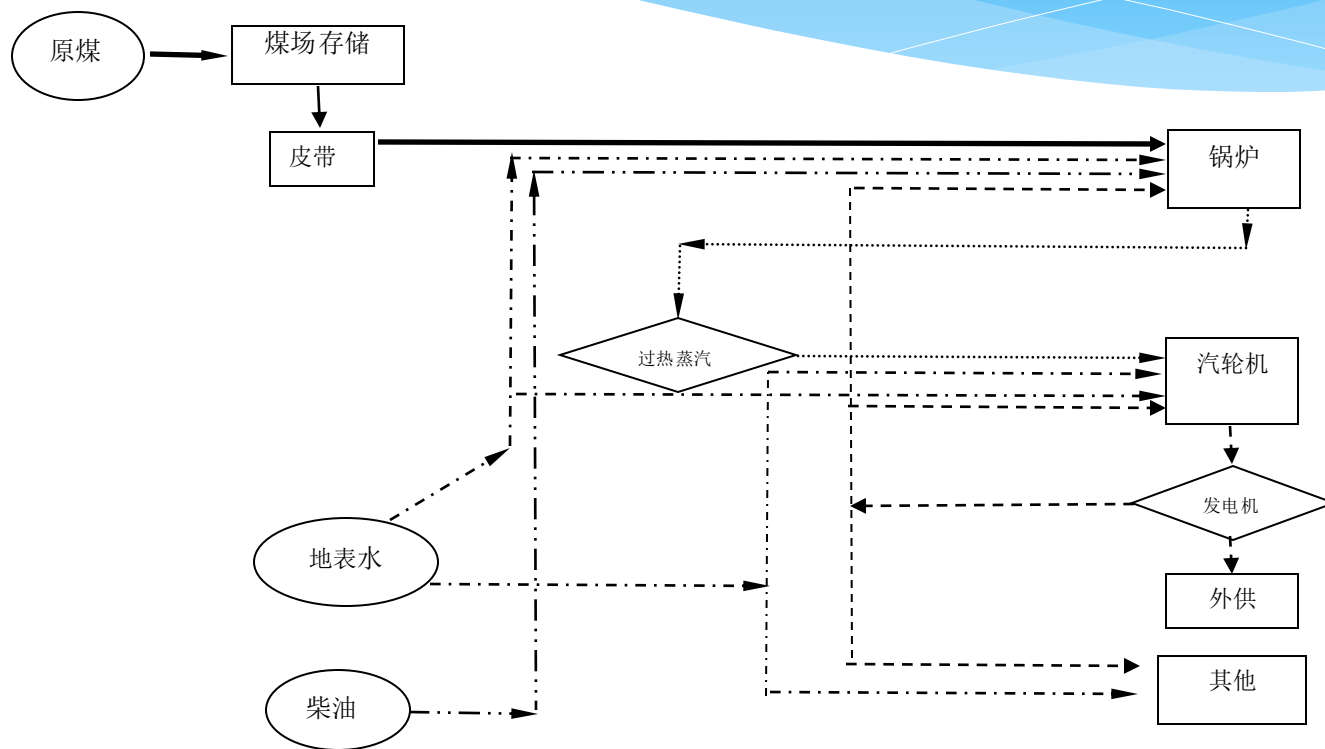 原煤
煤场存储
皮带
锅炉
过热蒸汽
汽轮机
发电机
地表水
外供
其他
柴油